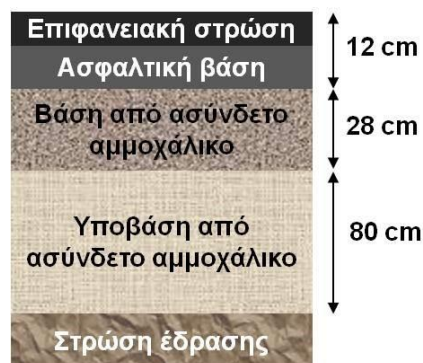 Επιφανειακή στρώση
Ασφαλτική βάση
12 cm
Βάση από ασύνδετο
αμμοχάλικο
28 cm
Υποβάση από
ασύνδετο αμμοχάλικο
80 cm
Στρώση έδρασης